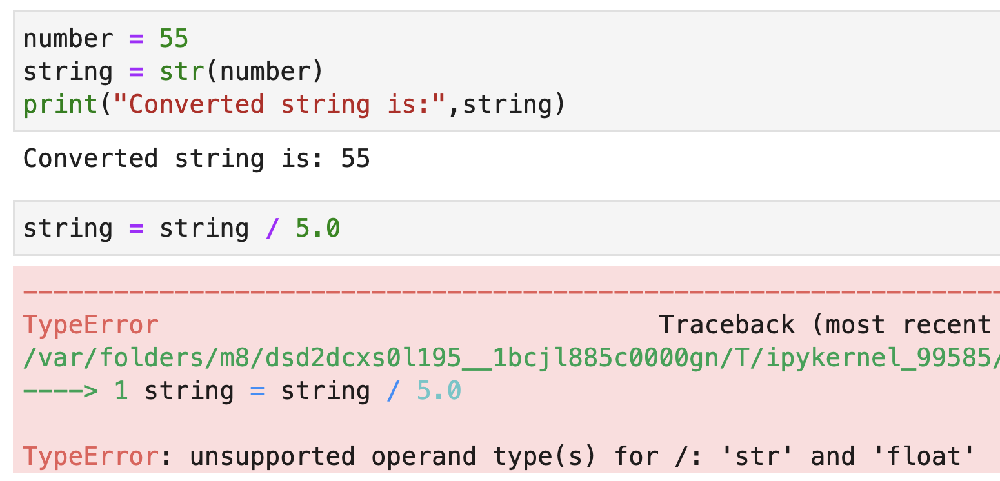 number = 55
string = str(number)
print("Converted string is:",string)
Converted string is: 55
string = string / 5.0
---------------------------------------------------------------------------
TypeError Traceback (most recent
/var/folders/m8/dsd2dcxs0l195__1bcjl885c0000gn/T/ipykernel_99585/
----> 1 string = string / 5.0
TypeError: unsupported operand type(s) for /: 'str' and 'float'